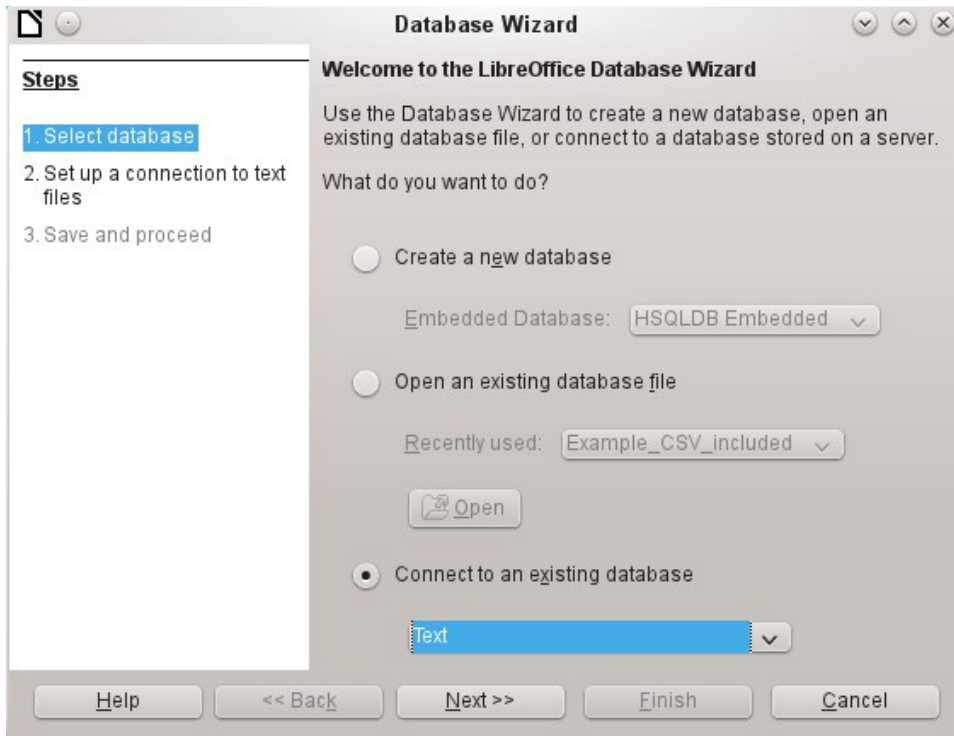 Database Wizard
Steps
1. Select database
2. Set up a connection to text
files
3. Save and proceed
Welcome to the LibreOffice Database Wizard
Use the Database Wizard to create a new database, open an
existing database file, or connect to a database stored on a server.
What do you want to do?
Create a new database
Embedded Database: HSQLDB Embedded
Open an existing database file
Recently used: Example_CSV_included
Open
Connect to an existing database
Text
Help << Back Next >> Finish Cancel